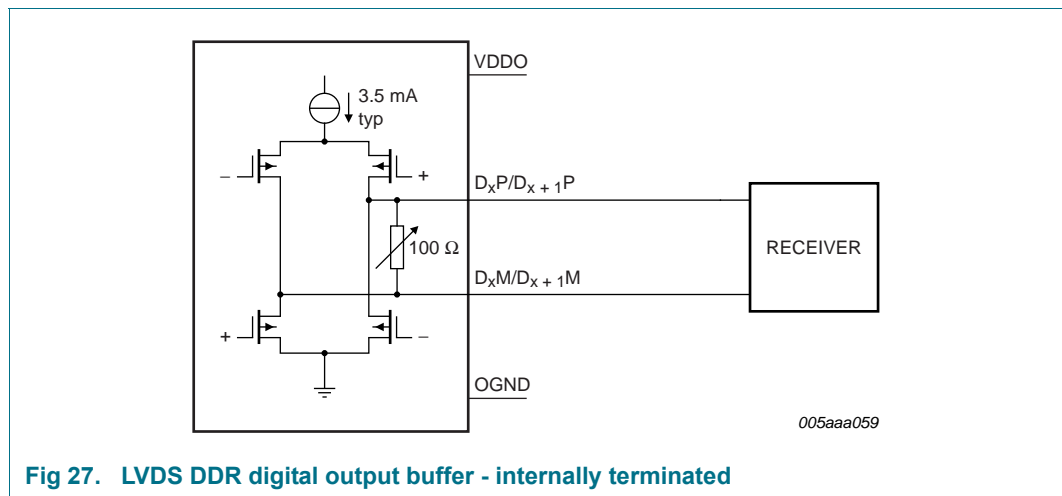 VDDO
3.5 mA
typ
–
+
DxP/Dx + 1P
100 Ω
RECEIVER
DxM/Dx + 1M
+
–
OGND
005aaa059
Fig 27. LVDS DDR digital output buffer - internally terminated